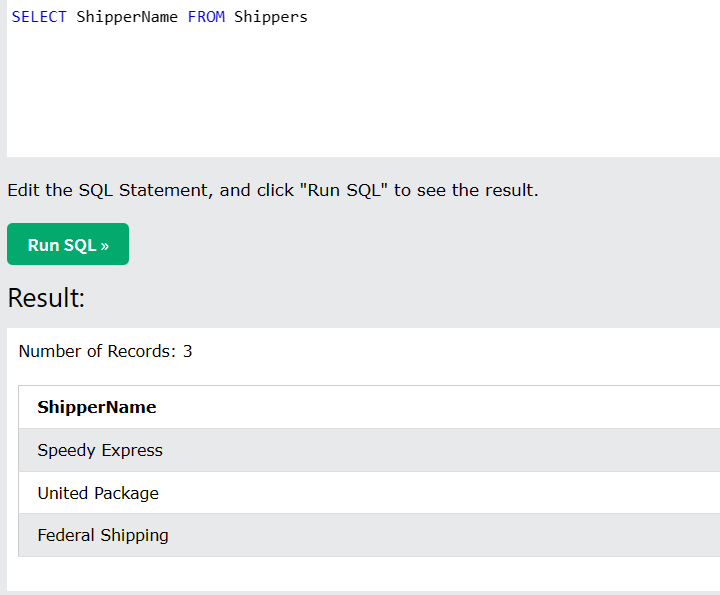 SELECT ShipperName FROM Shippers
Edit the SQL Statement, and click "Run SQL" to see the result.
Run SQL »
Result:
Number of Records: 3
ShipperName
Speedy Express
United Package
Federal Shipping